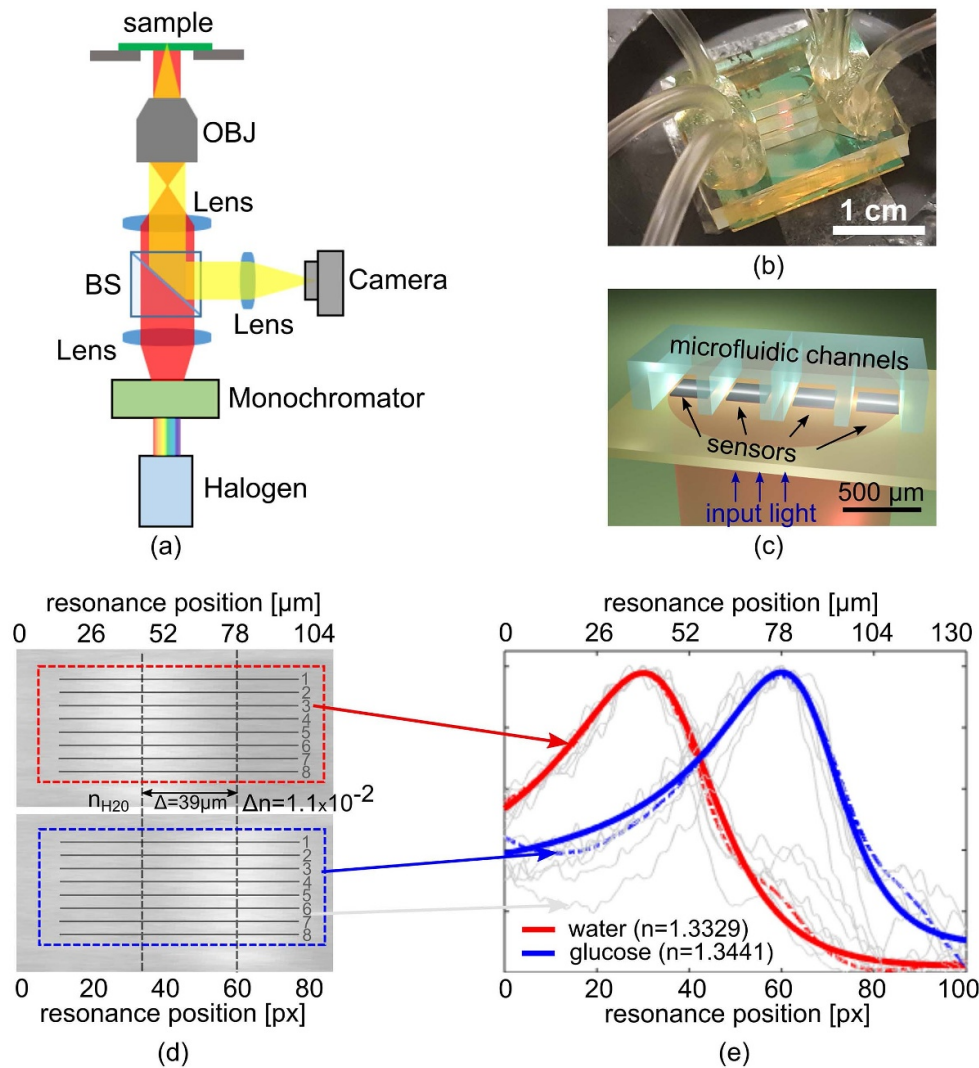 sample
OBJ
Lens
BS
Camera
Lens
Lens
Monochromator
Halogen
(a)
1 cm
(b)
microfluidic channels
sensors
input light
500 µm
(c)
resonance position [µm]
0 26 52 78 104
1
2
3
4
5
6
7
8
nH20 Δ=39µm Δn=1.1x10-2
1
2
3
4
5
6
7
8
0 20 40 60 80
resonance position [px]
(d)
resonance position [µm]
0 26 52 78 104 130
water (n=1.3329)
glucose (n=1.3441)
0 20 40 60 80 100
resonance position [px]
(e)